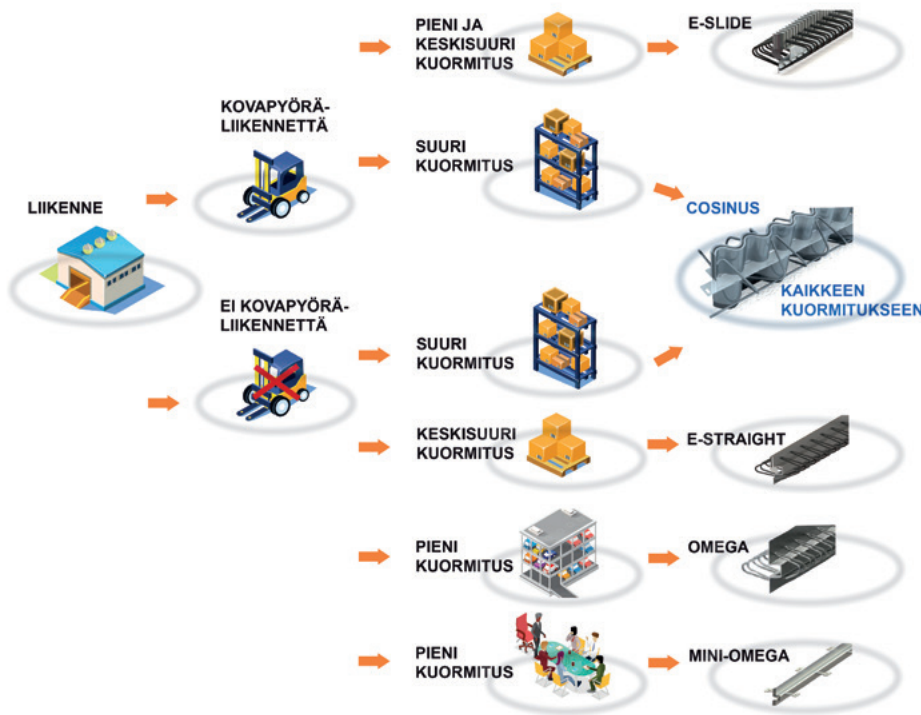 PIENI JA
KESKISUURI
KUORMITUS
E-SLIDE
KOVAPYÖRÄ-
LIIKENNETTÄ
SUURI
KUORMITUS
LIIKENNE
COSINUS
KAIKKEEN
KUORMITUKSEEN
EI KOVAPYÖRÄ-
LIIKENNETTÄ
SUURI
KUORMITUS
KESKISUURI
KUORMITUS
E-STRAIGHT
PIENI
KUORMITUS
OMEGA
PIENI
KUORMITUS
MINI-OMEGA